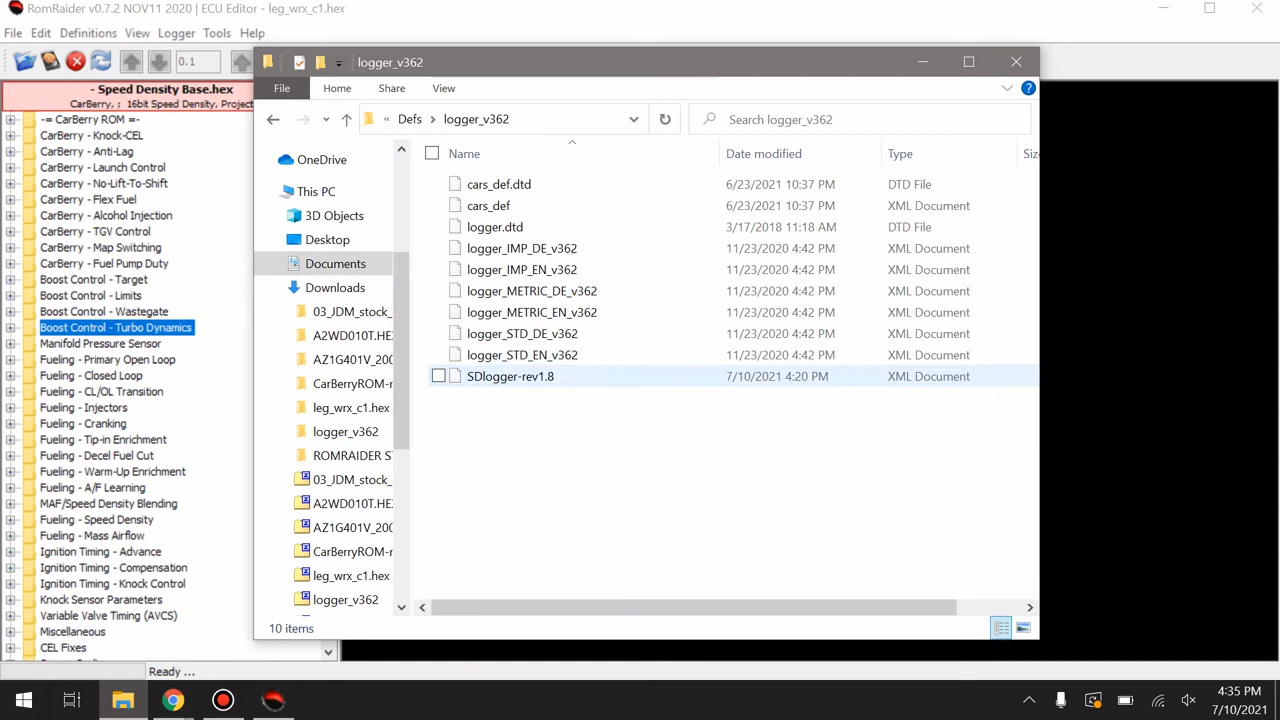 RomRaider v0.7.2 NOV11 2020 | ECU Editor - leg_wrx_c1.hex
File Edit Definitions View Logger Tools Help
0.1
- Speed Density Base.hex
CarBerry, ; 16bit Speed Density, Project
-= CarBerry ROM =-
CarBerry - Knock-CEL
CarBerry - Anti-Lag
CarBerry - Launch Control
CarBerry - No-Lift-To-Shift
CarBerry - Flex Fuel
CarBerry - Alcohol Injection
CarBerry - TGV Control
CarBerry - Map Switching
CarBerry - Fuel Pump Duty
Boost Control - Target
Boost Control - Limits
Boost Control - Wastegate
Boost Control - Turbo Dynamics
Manifold Pressure Sensor
Fueling - Primary Open Loop
Fueling - Closed Loop
Fueling - CL/OL Transition
Fueling - Injectors
Fueling - Cranking
Fueling - Tip-in Enrichment
Fueling - Decel Fuel Cut
Fueling - Warm-Up Enrichment
Fueling - A/F Learning
MAF/Speed Density Blending
Fueling - Speed Density
Fueling - Mass Airflow
Ignition Timing - Advance
Ignition Timing - Compensation
Ignition Timing - Knock Control
Knock Sensor Parameters
Variable Valve Timing (AVCS)
Miscellaneous
CEL Fixes
Ready ...
logger_v362
File Home Share View
« Defs > logger_v362
Search logger_v362
OneDrive
This PC
3D Objects
Desktop
Documents
Downloads
03_JDM_stock_
A2WD010T.HE
AZ1G401V_200
CarBerryROM-r
leg_wrx_c1.hex
logger_v362
ROMRAIDER S
03_JDM_stock_
A2WD010T.HE
AZ1G401V_200
CarBerryROM-r
leg_wrx_c1.hex
logger_v362
Name Date modified Type Siz
cars_def.dtd 6/23/2021 10:37 PM DTD File
cars_def 6/23/2021 10:37 PM XML Document
logger.dtd 3/17/2018 11:18 AM DTD File
logger_IMP_DE_v362 11/23/2020 4:42 PM XML Document
logger_IMP_EN_v362 11/23/2020 4:42 PM XML Document
logger_METRIC_DE_v362 11/23/2020 4:42 PM XML Document
logger_METRIC_EN_v362 11/23/2020 4:42 PM XML Document
logger_STD_DE_v362 11/23/2020 4:42 PM XML Document
logger_STD_EN_v362 11/23/2020 4:42 PM XML Document
SDlogger-rev1.8 7/10/2021 4:20 PM XML Document
10 items
4:35 PM
7/10/2021